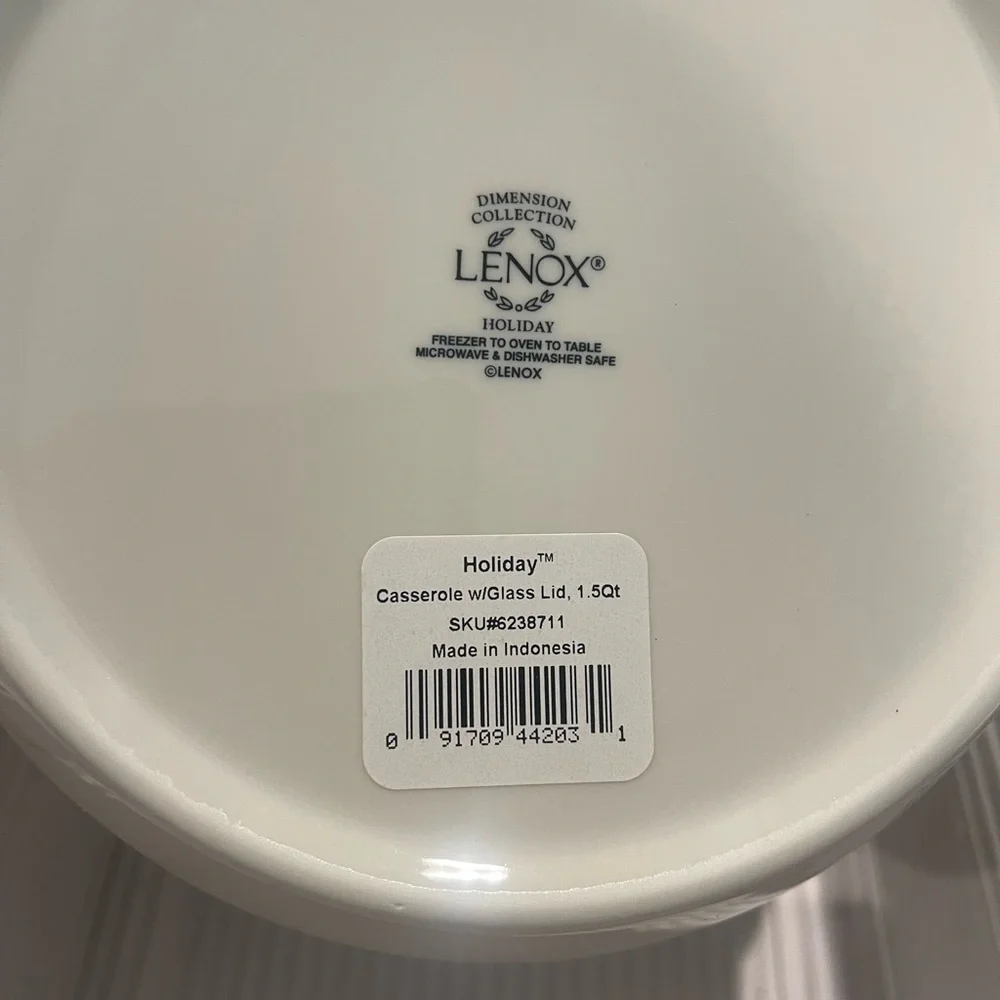 DIMENSION
COLLECTION
LENOX®
HOLIDAY
FREEZER TO OVEN TO TABLE
MICROWAVE & DISHWASHER SAFE
©LENOX
Holiday™
Casserole w/Glass Lid, 1.5Qt
SKU#6238711
Made in Indonesia
0 91709 44203 1